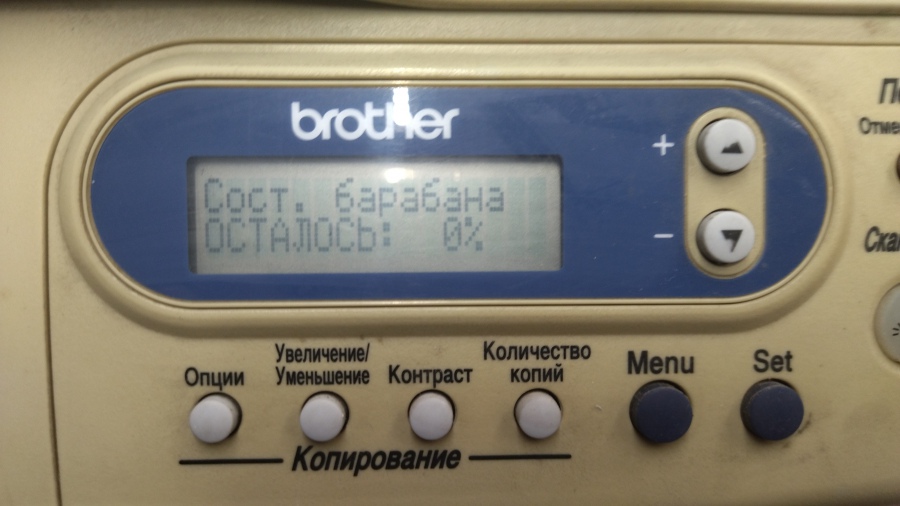 brother
Сост. барабана
ОСТАЛОСЬ: 0%
+
−
Опции
Увеличение/
Уменьшение
Контраст
Количество
копий
Menu
Set
Копирование